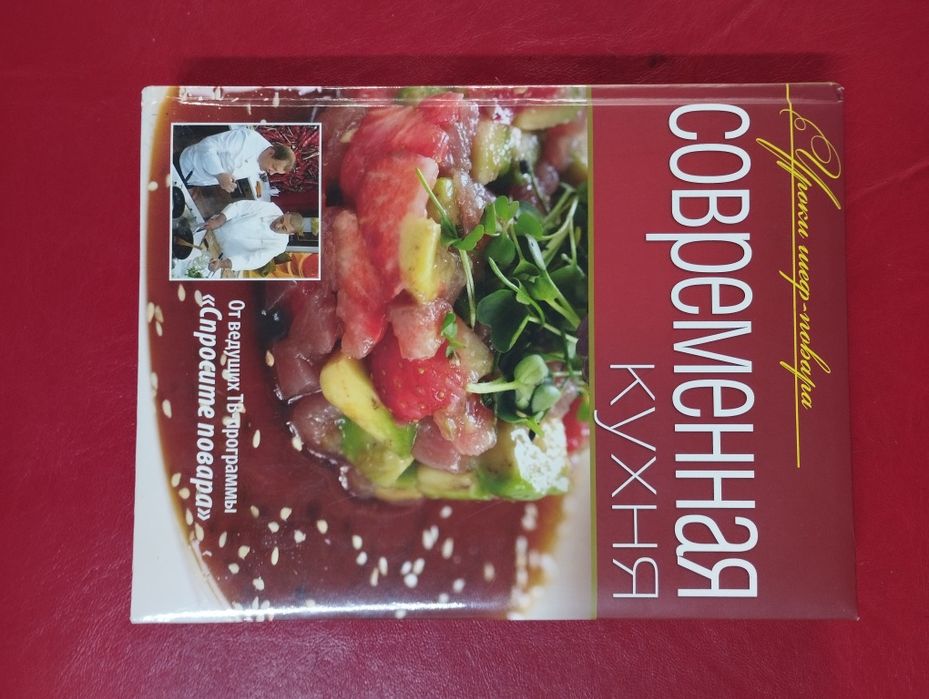 Уроки шеф-повара
современная
кухня
От ведущих ТВ-программы
«Спросите повара»